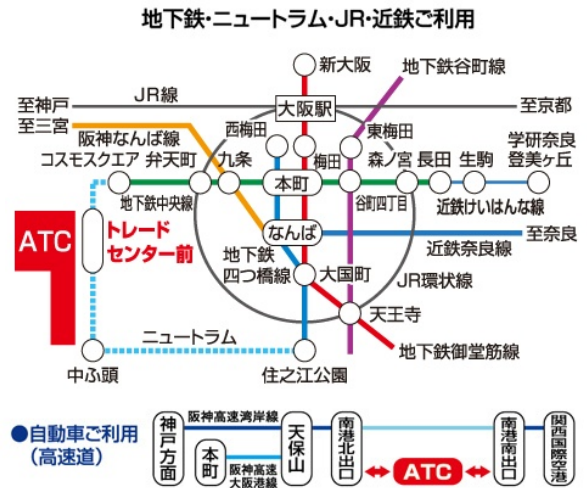 地下鉄・ニュートラム・JR・近鉄ご利用
新大阪
地下鉄谷町線
至神戸
JR線
大阪駅
至京都
至三宮
阪神なんば線
西梅田
梅田
東梅田
学研奈良
登美ヶ丘
コスモスクエア
弁天町
九条
本町
森ノ宮
長田
生駒
地下鉄中央線
谷町四丁目
近鉄けいはんな線
ATC
トレード
センター前
なんば
近鉄奈良線
至奈良
地下鉄
四つ橋線
大国町
JR環状線
天王寺
ニュートラム
地下鉄御堂筋線
中ふ頭
住之江公園
●自動車ご利用
(高速道)
神戸方面
阪神高速湾岸線
本町
阪神高速
大阪港線
天保山
南港北出口
ATC
南港南出口
関西国際空港